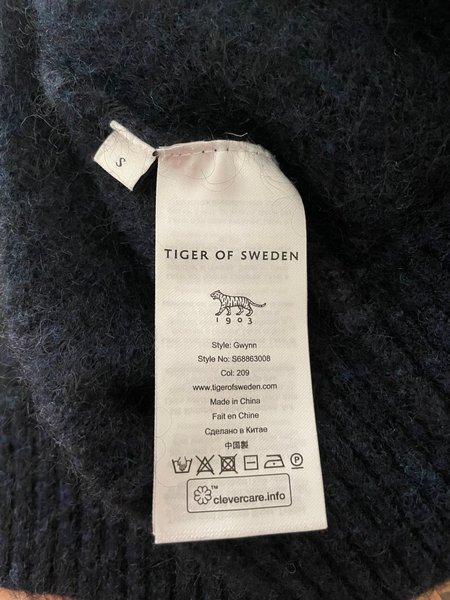 S
TIGER OF SWEDEN
1903
Style: Gwynn
Style No: S68863008
Col: 209
www.tigerofsweden.com
Made in China
Fait en Chine
Сделано в Китае
中国製
P
™
clevercare.info